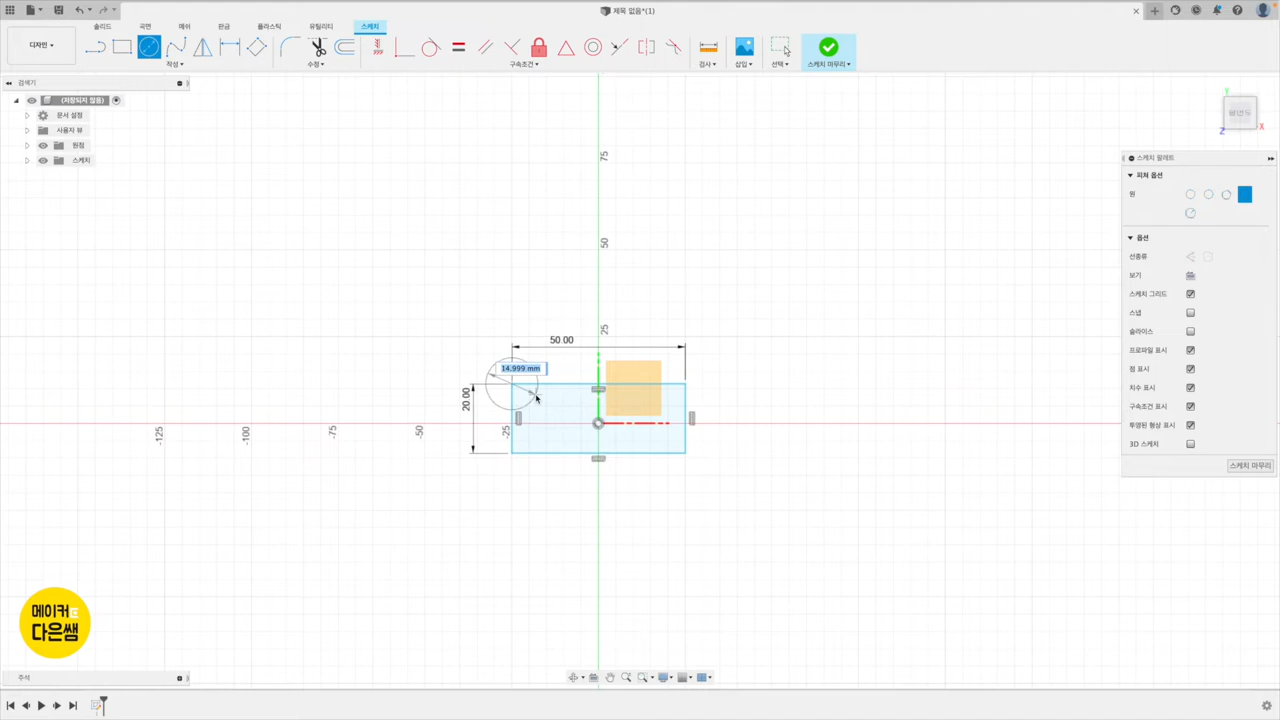 제목 없음*(1)
솔리드
곡면
메쉬
판금
플라스틱
유틸리티
스케치
디자인
작성
수정
구속조건
검사
삽입
선택
스케치 마무리
검색기
(저장되지 않음)
문서 설정
사용자 뷰
원점
스케치
Y
X
Z
평면도
스케치 팔레트
피쳐 옵션
원
옵션
선종류
보기
스케치 그리드
스냅
슬라이스
프로파일 표시
점 표시
치수 표시
구속조건 표시
투영된 형상 표시
3D 스케치
스케치 마무리
75
50
25
50.00
14.999 mm
20.00
-125
-100
-75
-50
-25
메이커
다은쌤
주석